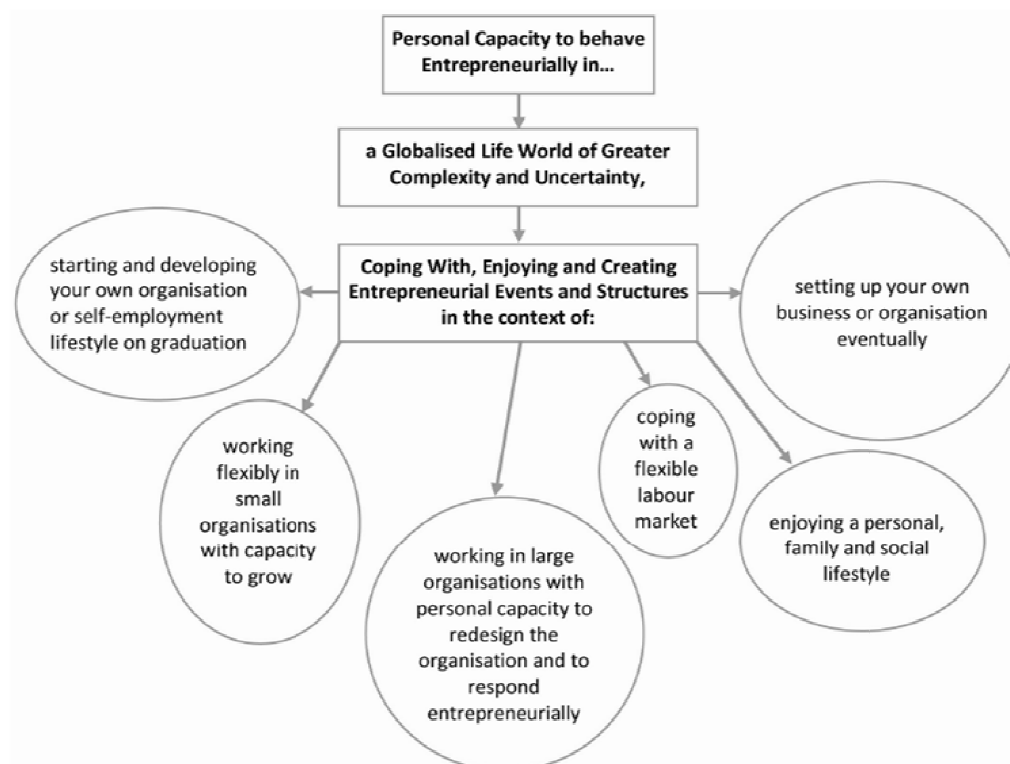 Personal Capacity to behave
Entrepreneurially in...
a Globalised Life World of Greater
Complexity and Uncertainty,
Coping With, Enjoying and Creating
Entrepreneurial Events and Structures
in the context of:
starting and developing
your own organisation
or self-employment
lifestyle on graduation
setting up your own
business or organisation
eventually
working
flexibly in
small
organisations
with capacity
to grow
working in large
organisations with
personal capacity to
redesign the
organisation and to
respond
entrepreneurially
coping
with a
flexible
labour
market
enjoying a personal,
family and social
lifestyle